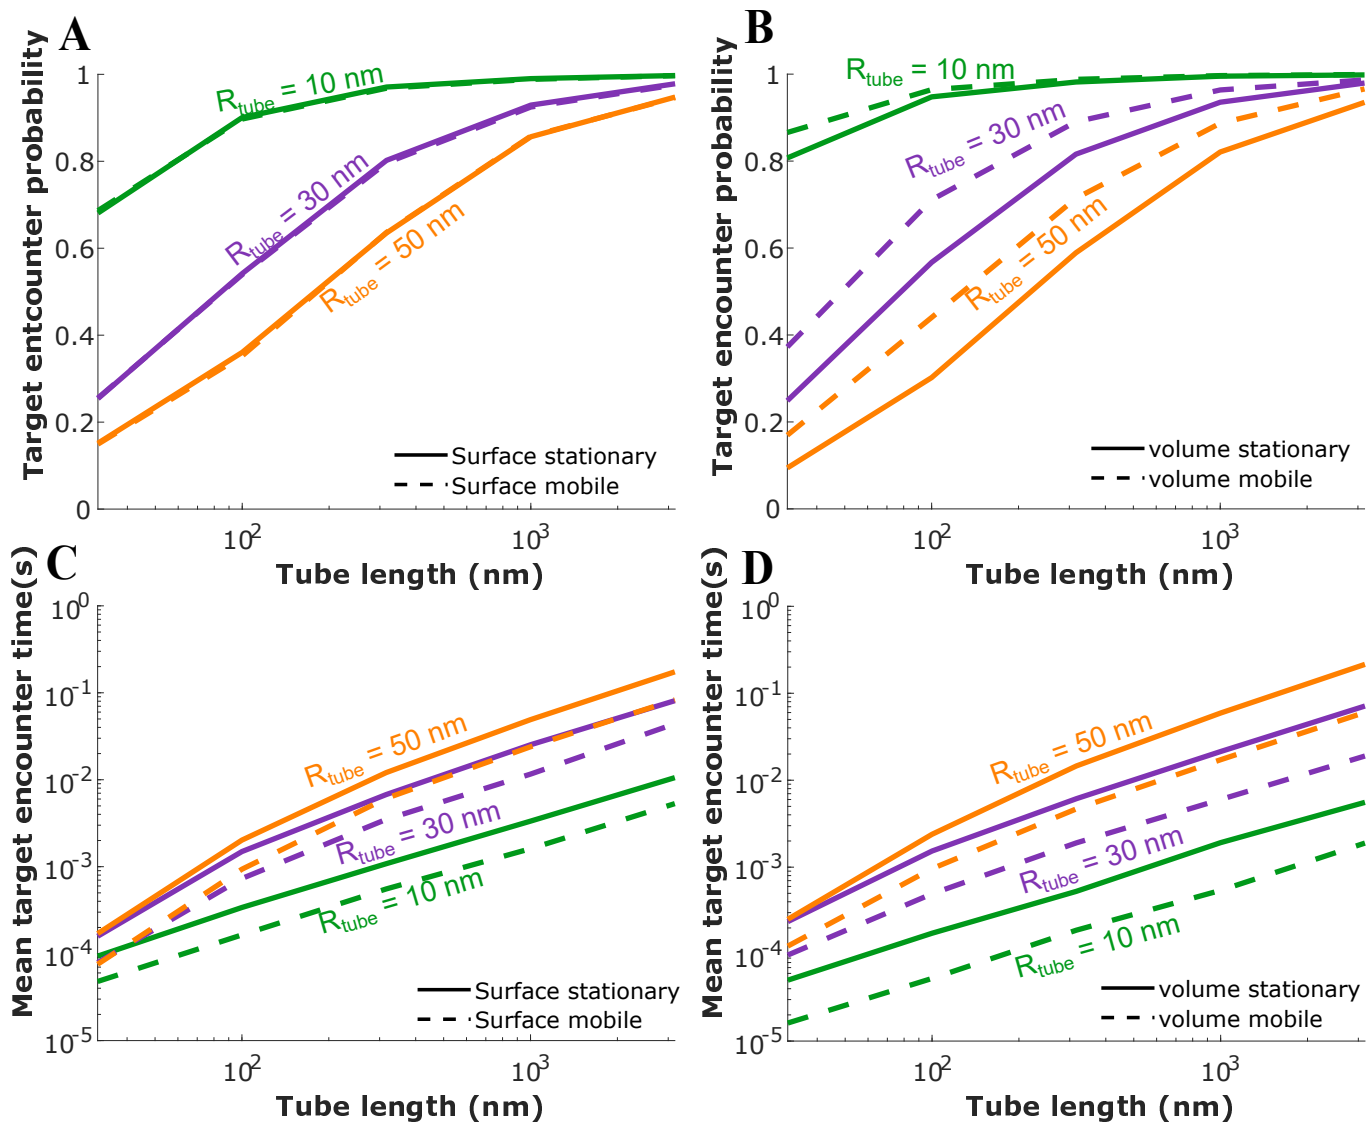 A
Target entcounter probability
1
0.8
0.6
0.4
0.2
0
R_tube = 10 nm
R_tube = 30 nm
R_tube = 50 nm
Surface stationary
Surface mobile
10^2
10^3
Tube length (nm)
B
Target encounter probability
1
0.8
0.6
0.4
0.2
0
R_tube = 10 nm
R_tube = 30 nm
R_tube = 50 nm
volume stationary
volume mobile
10^2
10^3
Tube length (nm)
C
Mean target encounter time(s)
10^0
10^-1
10^-2
10^-3
10^-4
10^-5
R_tube = 50 nm
R_tube = 30 nm
R_tube = 10 nm
Surface stationary
Surface mobile
10^2
10^3
Tube length (nm)
D
Mean target encounter time(s)
10^0
10^-1
10^-2
10^-3
10^-4
10^-5
R_tube = 50 nm
R_tube = 30 nm
R_tube = 10 nm
volume stationary
volume mobile
10^2
10^3
Tube length (nm)